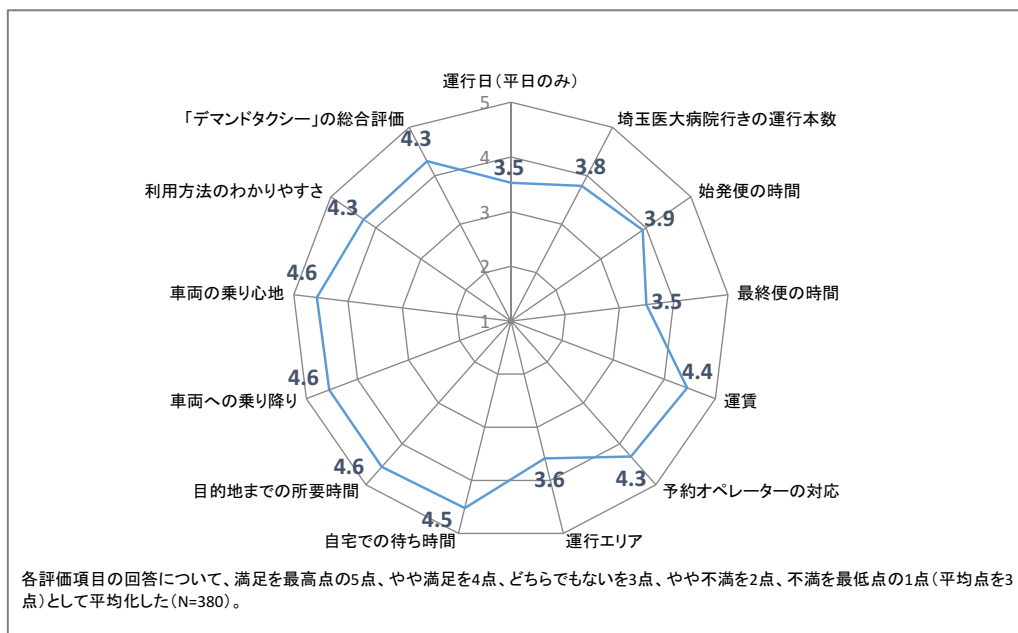 運行日（平日のみ）
5
「デマンドタクシー」の総合評価
埼玉医大病院行きの運行本数
4.3
4
3.5
3.8
利用方法のわかりやすさ
始発便の時間
4.3
3
3.9
4.6
2
車両の乗り心地
最終便の時間
3.5
1
4.6
4.4
車両への乗り降り
運賃
4.6
4.3
3.6
目的地までの所要時間
予約オペレーターの対応
4.5
自宅での待ち時間
運行エリア
各評価項目の回答について、満足を最高点の5点、やや満足を4点、どちらでもないを3点、やや不満を2点、不満を最低点の1点（平均点を3
点）として平均化した（N=380）。